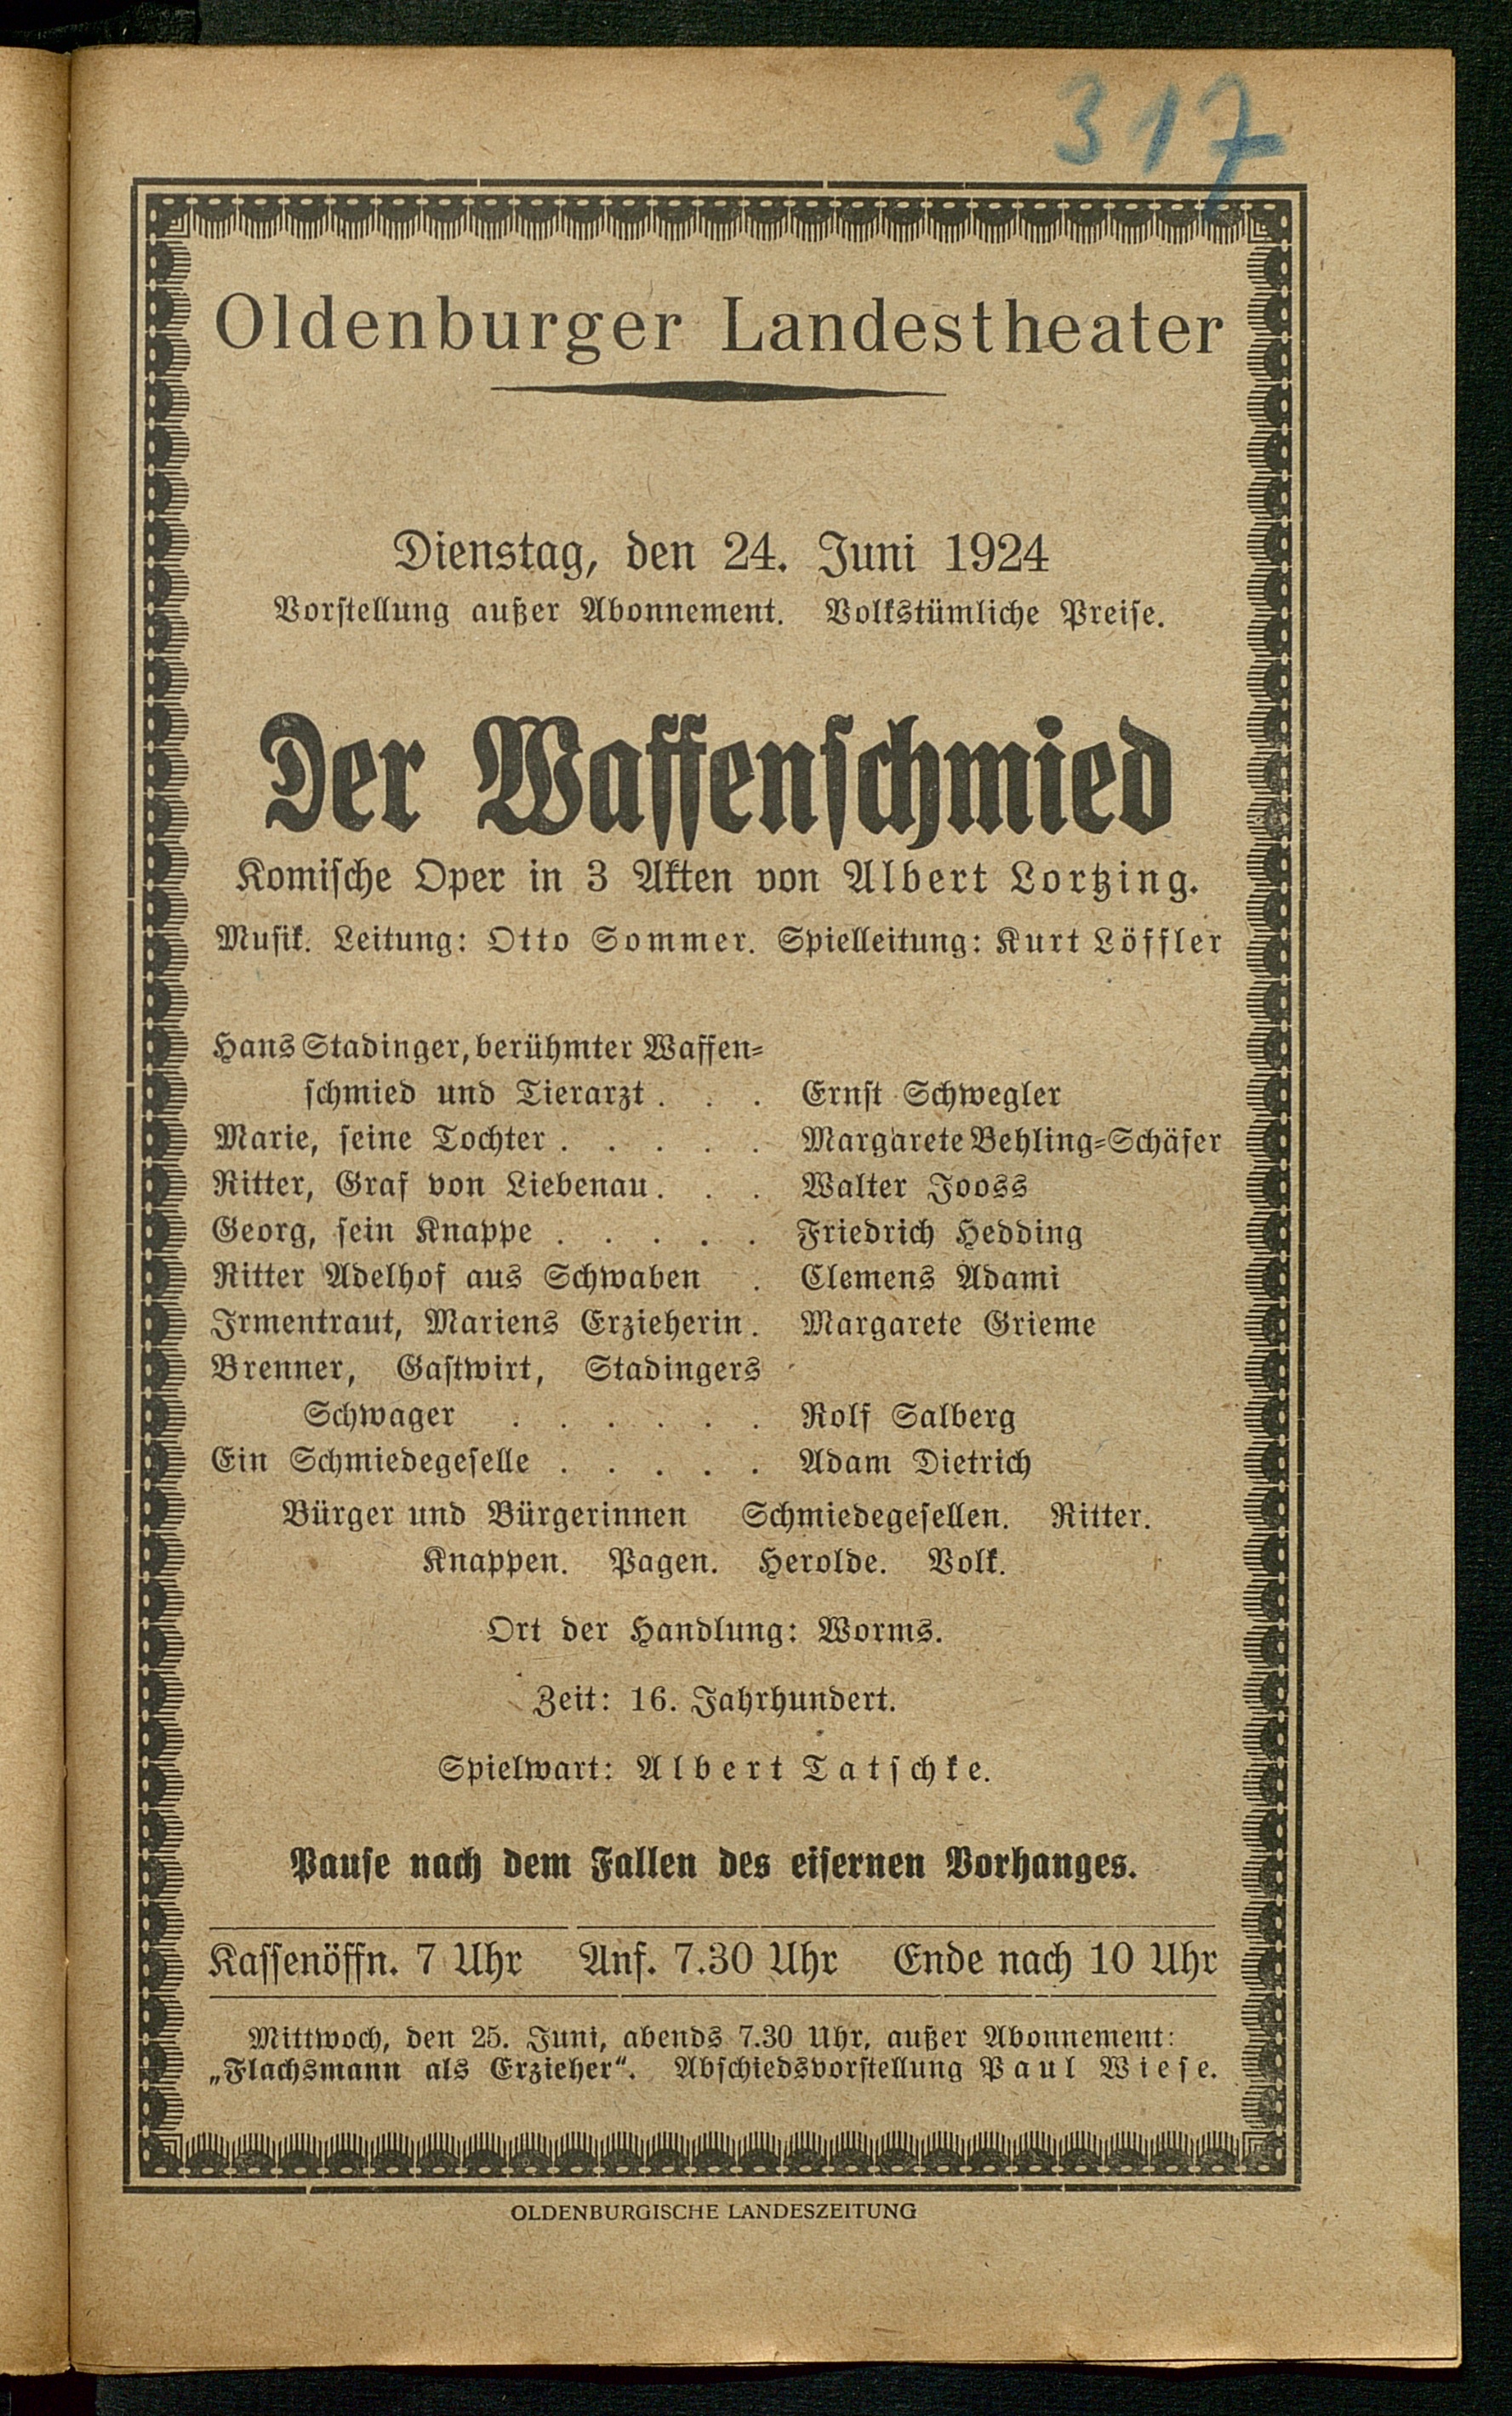 317
Oldenburger Landestheater
Dienstag, den 24. Juni 1924
Vorstellung außer Abonnement. Volkstümliche Preise.
Der Waffenschmied
Komische Oper in 3 Akten von Albert Lortzing.
Musik. Leitung: Otto Sommer. Spielleitung: Kurt Löffler
Hans Stadinger, berühmter Waffen-
schmied und Tierarzt . . . Ernst Schwegler
Marie, seine Tochter . . . . . Margarete Behling-Schäfer
Ritter, Graf von Liebenau . . . Walter Jooss
Georg, sein Knappe . . . . . Friedrich Hedding
Ritter Adelhof aus Schwaben . Clemens Adami
Irmentraut, Mariens Erzieherin . Margarete Grieme
Brenner, Gastwirt, Stadingers
Schwager . . . . . . Rolf Salberg
Ein Schmiedegeselle . . . . . Adam Dietrich
Bürger und Bürgerinnen Schmiedegesellen. Ritter.
Knappen. Pagen. Herolde. Volk.
Ort der Handlung: Worms.
Zeit: 16. Jahrhundert.
Spielwart: Albert Tatschke.
Pause nach dem Fallen des eisernen Vorhanges.
Kassenöffn. 7 Uhr Anf. 7.30 Uhr Ende nach 10 Uhr
Mittwoch, den 25. Juni, abends 7.30 Uhr, außer Abonnement:
„Flachsmann als Erzieher“. Abschiedsvorstellung Paul Wiese.
OLDENBURGISCHE LANDESZEITUNG